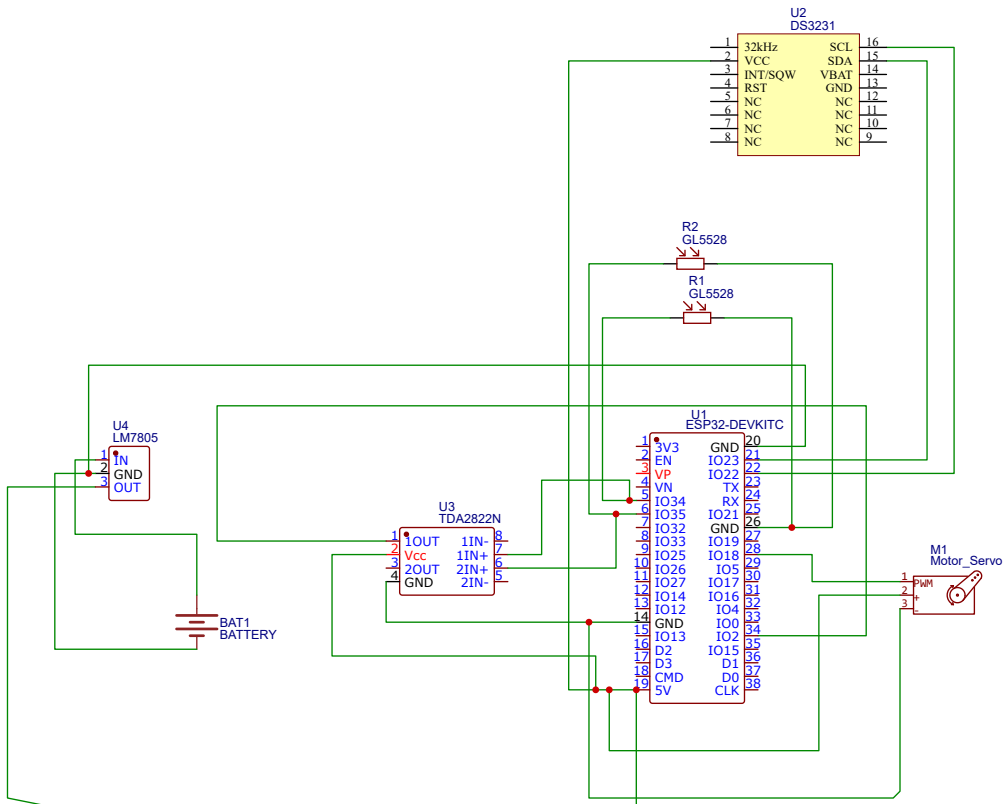 U2
DS3231
1 32kHz SCL 16
2 VCC SDA 15
3 INT/SQW VBAT 14
4 RST GND 13
5 NC NC 12
6 NC NC 11
7 NC NC 10
8 NC NC 9
R2
GL5528
R1
GL5528
U4
LM7805
1 IN
2 GND
3 OUT
U1
ESP32-DEVKITC
1 3V3 GND 20
2 EN IO23 21
3 VP IO22 22
4 VN TX 23
5 IO34 RX 24
6 IO35 IO21 25
7 IO32 GND 26
8 IO33 IO19 27
9 IO25 IO18 28
10 IO26 IO5 29
11 IO27 IO17 30
12 IO14 IO16 31
13 IO12 IO4 32
14 GND IO0 33
15 IO13 IO2 34
16 D2 IO15 35
17 D3 D1 36
18 CMD D0 37
19 5V CLK 38
U3
TDA2822N
1 1OUT 1IN- 8
2 Vcc 1IN+ 7
3 2OUT 2IN+ 6
4 GND 2IN- 5
M1
Motor_Servo
1 PWM
2 +
3 -
BAT1
BATTERY